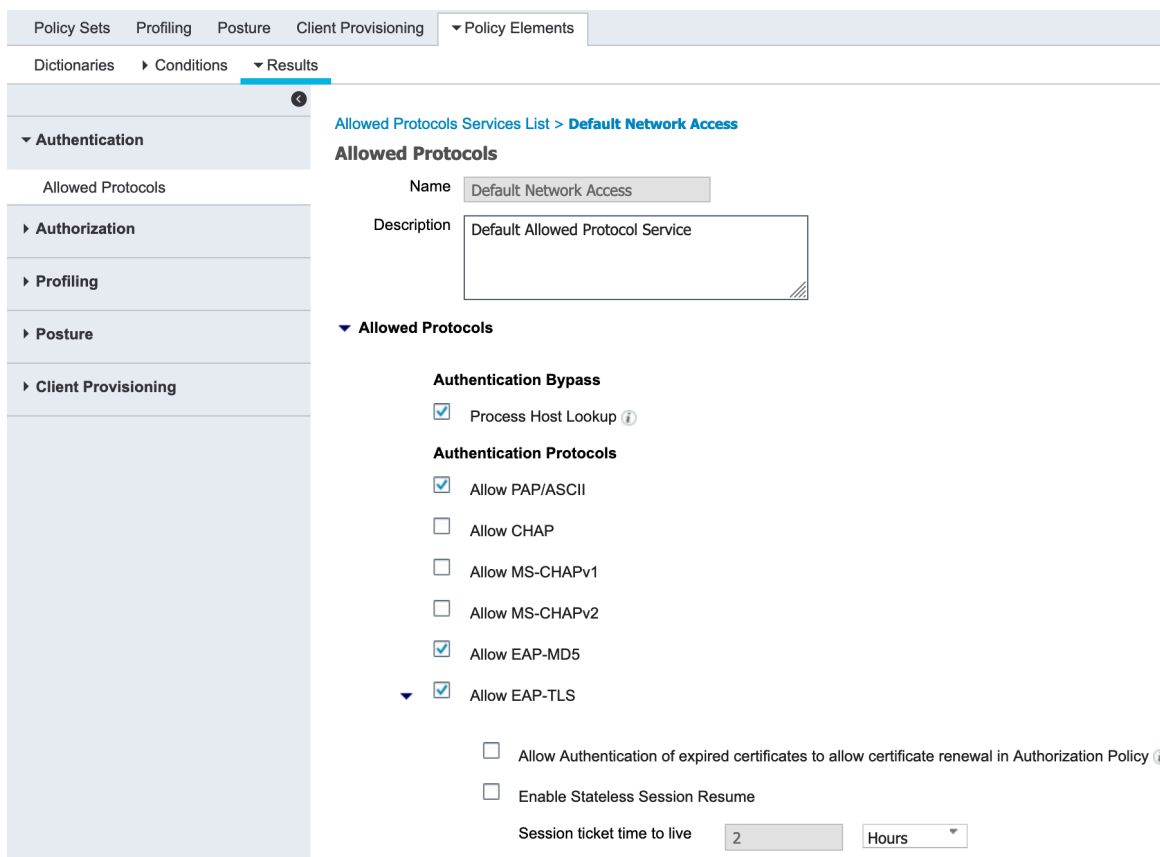 Policy Sets Profiling Posture Client Provisioning Policy Elements
Dictionaries Conditions Results
Authentication
Allowed Protocols
Authorization
Profiling
Posture
Client Provisioning
Allowed Protocols Services List > Default Network Access
Allowed Protocols
Name Default Network Access
Description Default Allowed Protocol Service
Allowed Protocols
Authentication Bypass
Process Host Lookup
Authentication Protocols
Allow PAP/ASCII
Allow CHAP
Allow MS-CHAPv1
Allow MS-CHAPv2
Allow EAP-MD5
Allow EAP-TLS
Allow Authentication of expired certificates to allow certificate renewal in Authorization Policy
Enable Stateless Session Resume
Session ticket time to live 2 Hours